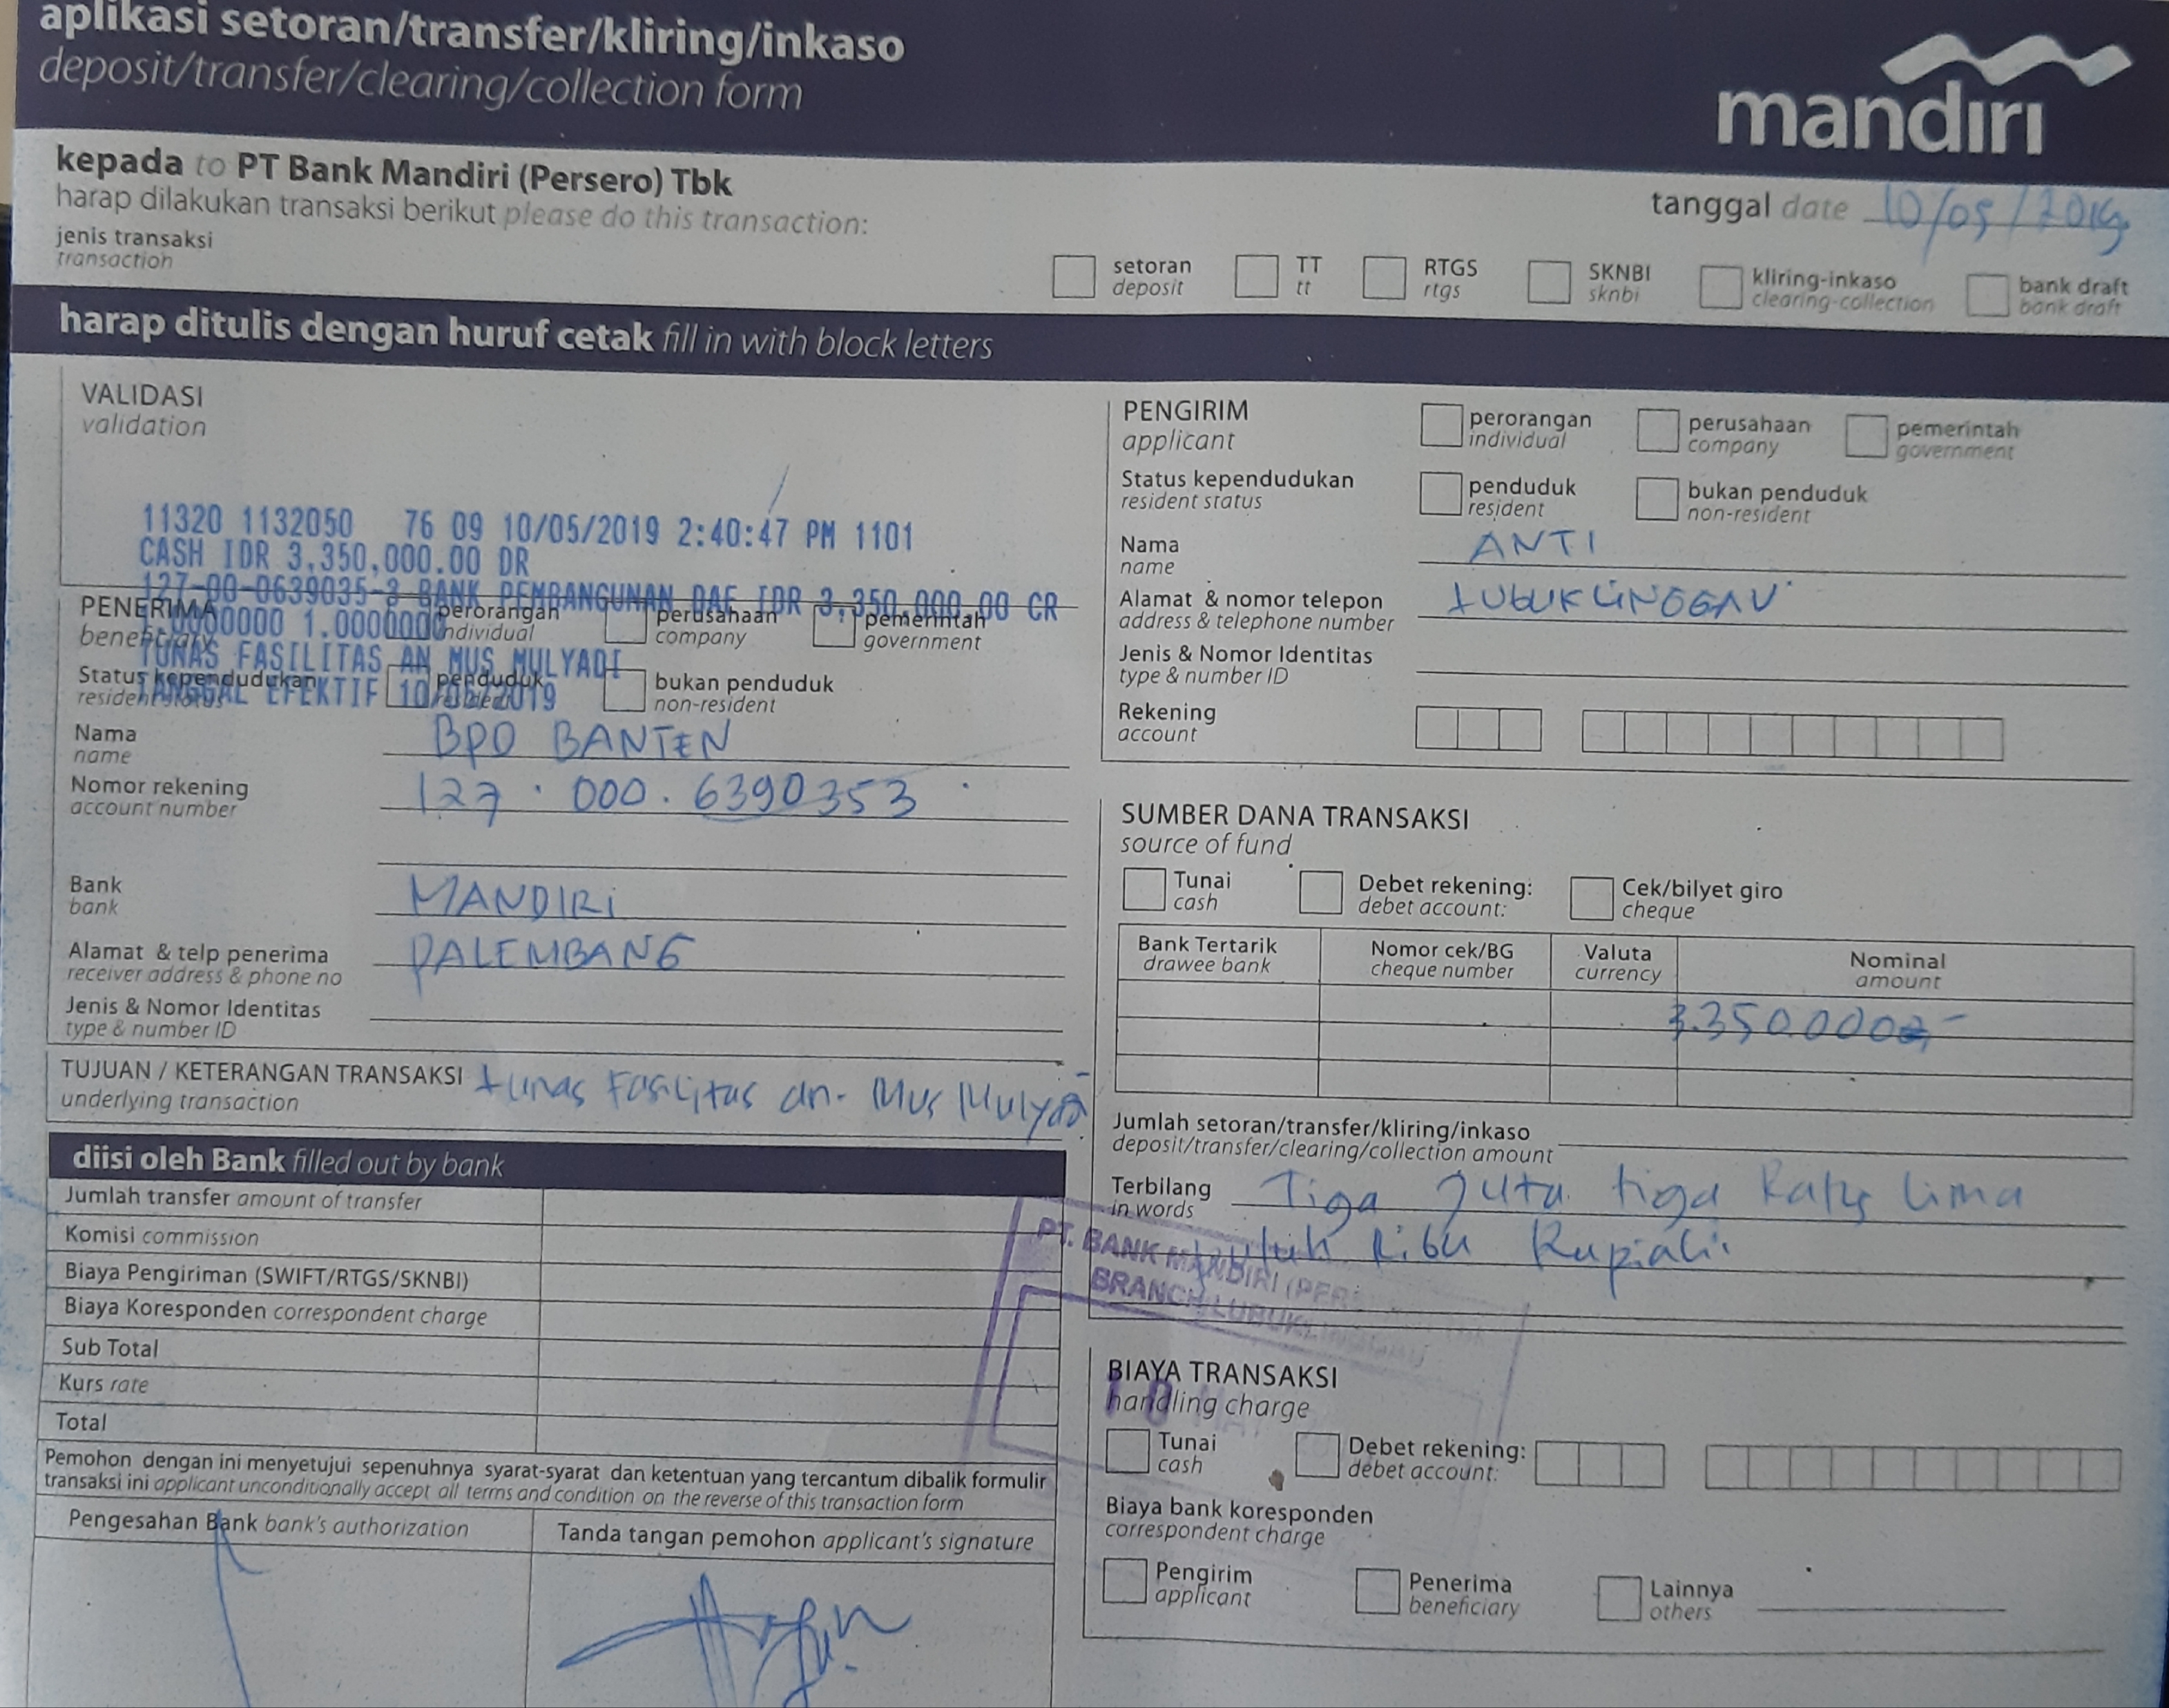 aplikasi setoran/transfer/kliring/inkaso
deposit/transfer/clearing/collection form
mandırı
kepada to PT Bank Mandiri (Persero) Tbk
harap dilakukan transaksi berikut please do this transaction:
tanggal date 10/05/2019
jenis transaksi
transaction
setoran
deposit
TT
tt
RTGS
rtgs
SKNBI
sknbi
kliring-inkaso
clearing-collection
bank draft
bank draft
harap ditulis dengan huruf cetak fill in with block letters
VALIDASI
validation
11320 1132050 76 09 10/05/2019 2:40:47 PM 1101
CASH IDR 3,350,000.00 DR
127-00-0639035-3 BANK PEMBANGUNAN DAE IDR 3,350,000.00 CR
1.0000000
TUNAS FASILITAS AN MUS MULYADI
TANGGAL EFEKTIF 10/05/2019
PENERIMA
beneficiary
perorangan
individual
perusahaan
company
pemerintah
government
Status kependudukan
resident status
penduduk
resident
bukan penduduk
non-resident
Nama
name
BPD BANTEN
Nomor rekening
account number
127 . 000 . 6390353
Bank
bank
MANDIRI
Alamat & telp penerima
receiver address & phone no
PALEMBANG
Jenis & Nomor Identitas
type & number ID
TUJUAN / KETERANGAN TRANSAKSI
underlying transaction
tunas Fasilitas an. Mus Mulyadi
diisi oleh Bank filled out by bank
Jumlah transfer amount of transfer
Komisi commission
Biaya Pengiriman (SWIFT/RTGS/SKNBI)
Biaya Koresponden correspondent charge
Sub Total
Kurs rate
Total
Pemohon dengan ini menyetujui sepenuhnya syarat-syarat dan ketentuan yang tercantum dibalik formulir
transaksi ini applicant unconditionally accept all terms and condition on the reverse of this transaction form
Pengesahan Bank bank's authorization
Tanda tangan pemohon applicant's signature
PENGIRIM
applicant
perorangan
individual
perusahaan
company
pemerintah
government
Status kependudukan
resident status
penduduk
resident
bukan penduduk
non-resident
Nama
name
ANTI
Alamat & nomor telepon
address & telephone number
LUBUK LINGGAU
Jenis & Nomor Identitas
type & number ID
Rekening
account
SUMBER DANA TRANSAKSI
source of fund
Tunai
cash
Debet rekening:
debet account:
Cek/bilyet giro
cheque
Bank Tertarik
drawee bank
Nomor cek/BG
cheque number
Valuta
currency
Nominal
amount
3.350.000,-
Jumlah setoran/transfer/kliring/inkaso
deposit/transfer/clearing/collection amount
Terbilang
in words
Tiga Juta tiga Ratus lima
puluh Ribu Rupiah
PT. BANK MANDIRI (PERS
BRANCH LUBUKLINGGAU
BIAYA TRANSAKSI
handling charge
Tunai
cash
Debet rekening:
debet account:
Biaya bank koresponden
correspondent charge
Pengirim
applicant
Penerima
beneficiary
Lainnya
others